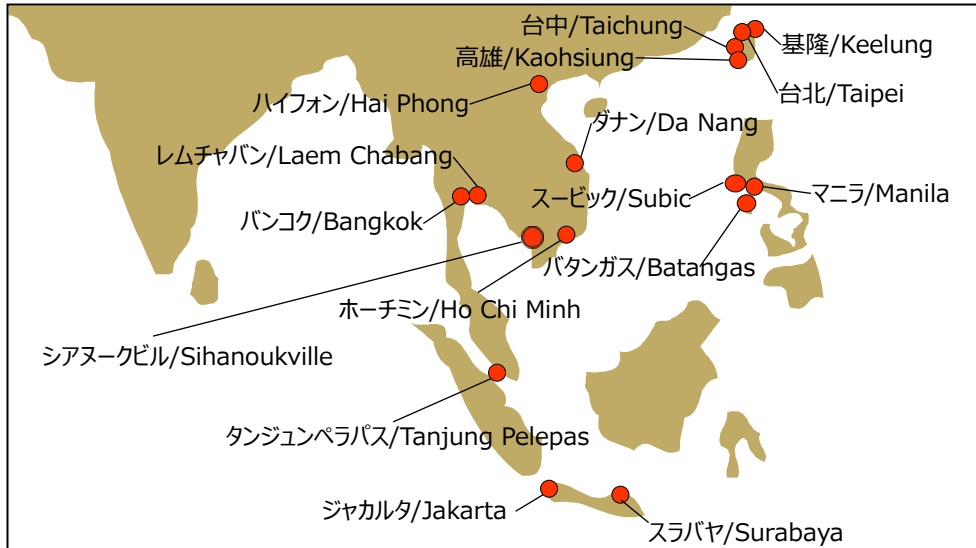 台中/Taichung
基隆/Keelung
高雄/Kaohsiung
台北/Taipei
ハイフォン/Hai Phong
ダナン/Da Nang
レムチャバン/Laem Chabang
スービック/Subic
マニラ/Manila
バンコク/Bangkok
バタンガス/Batangas
ホーチミン/Ho Chi Minh
シアヌークビル/Sihanoukville
タンジュンペラパス/Tanjung Pelepas
ジャカルタ/Jakarta
スラバヤ/Surabaya